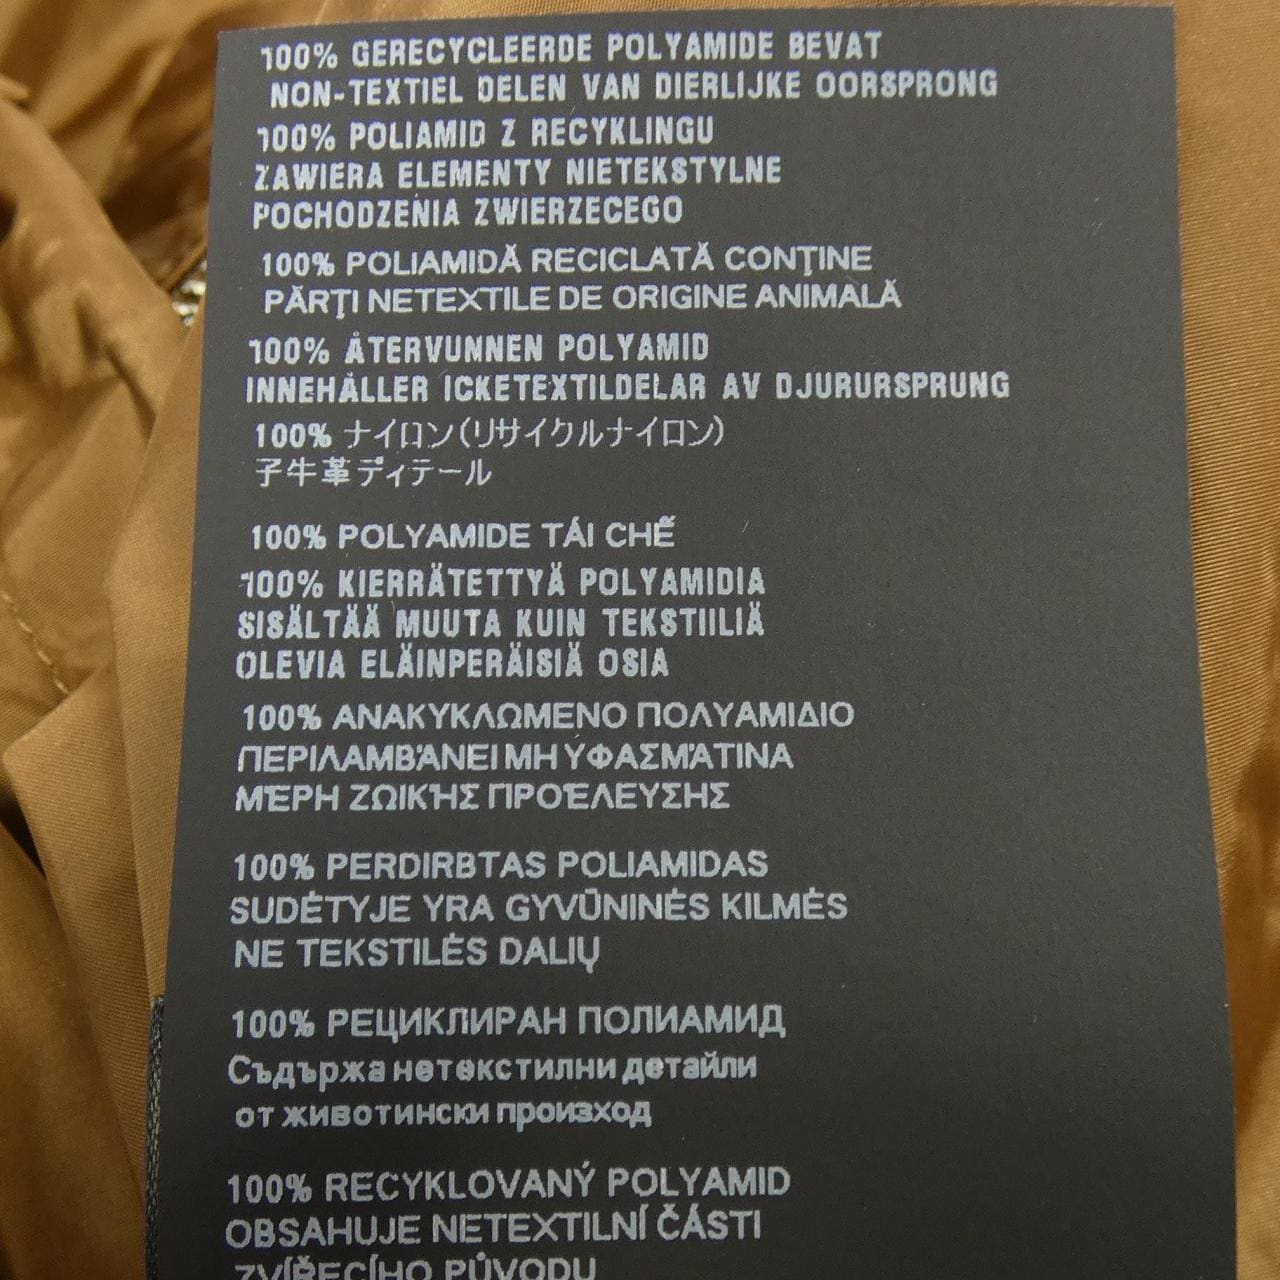 100% GERECYCLEERDE POLYAMIDE BEVAT
NON-TEXTIEL DELEN VAN DIERLIJKE OORSPRONG
100% POLIAMID Z RECYKLINGU
ZAWIERA ELEMENTY NIETEKSTYLNE
POCHODZENIA ZWIERZECEGO
100% POLIAMIDĂ RECICLATĂ CONŢINE
PĂRŢI NETEXTILE DE ORIGINE ANIMALĂ
100% ÅTERVUNNEN POLYAMID
INNEHÅLLER ICKETEXTILDELAR AV DJURURSPRUNG
100% ナイロン(リサイクルナイロン)
子牛革ディテール
100% POLYAMIDE TÁI CHẾ
100% KIERRÄTETTYÄ POLYAMIDIA
SISÄLTÄÄ MUUTA KUIN TEKSTIILIÄ
OLEVIA ELÄINPERÄISIÄ OSIA
100% ΑΝΑΚΥΚΛΩΜΕΝΟ ΠΟΛΥΑΜΙΔΙΟ
ΠΕΡΙΛΑΜΒΆΝΕΙ ΜΗ ΥΦΑΣΜΆΤΙΝΑ
ΜΈΡΗ ΖΩΙΚΉΣ ΠΡΟΈΛΕΥΣΗΣ
100% PERDIRBTAS POLIAMIDAS
SUDĖTYJE YRA GYVŪNINĖS KILMĖS
NE TEKSTILĖS DALIŲ
100% РЕЦИКЛИРАН ПОЛИАМИД
Съдържа нетекстилни детайли
от животински произход
100% RECYKLOVANÝ POLYAMID
OBSAHUJE NETEXTILNÍ ČÁSTI
ZVÍŘECÍHO PŮVODU